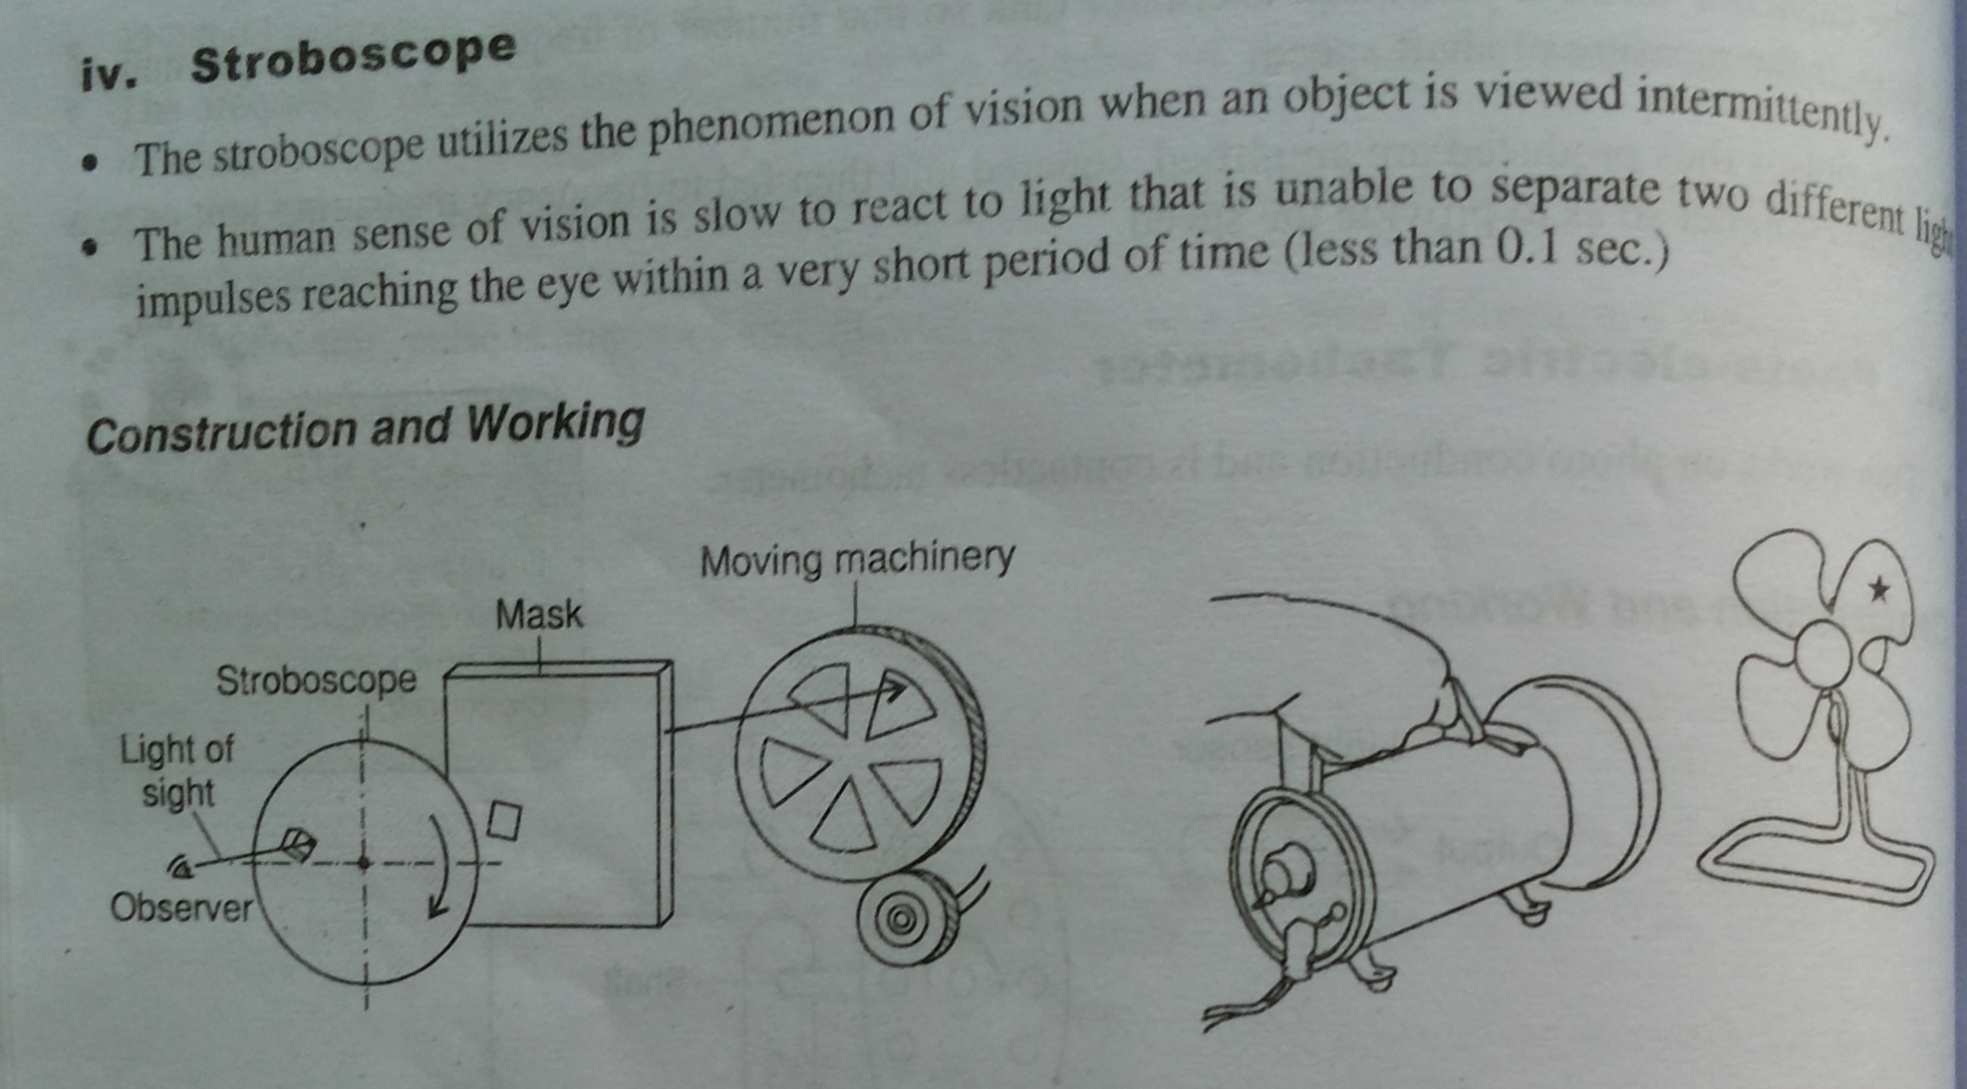 iv. Stroboscope
• The stroboscope utilizes the phenomenon of vision when an object is viewed intermittently.
• The human sense of vision is slow to react to light that is unable to separate two different
impulses reaching the eye within a very short period of time (less than 0.1 sec.)
Construction and Working
Moving machinery
Mask
Stroboscope
Light of
sight
Observer